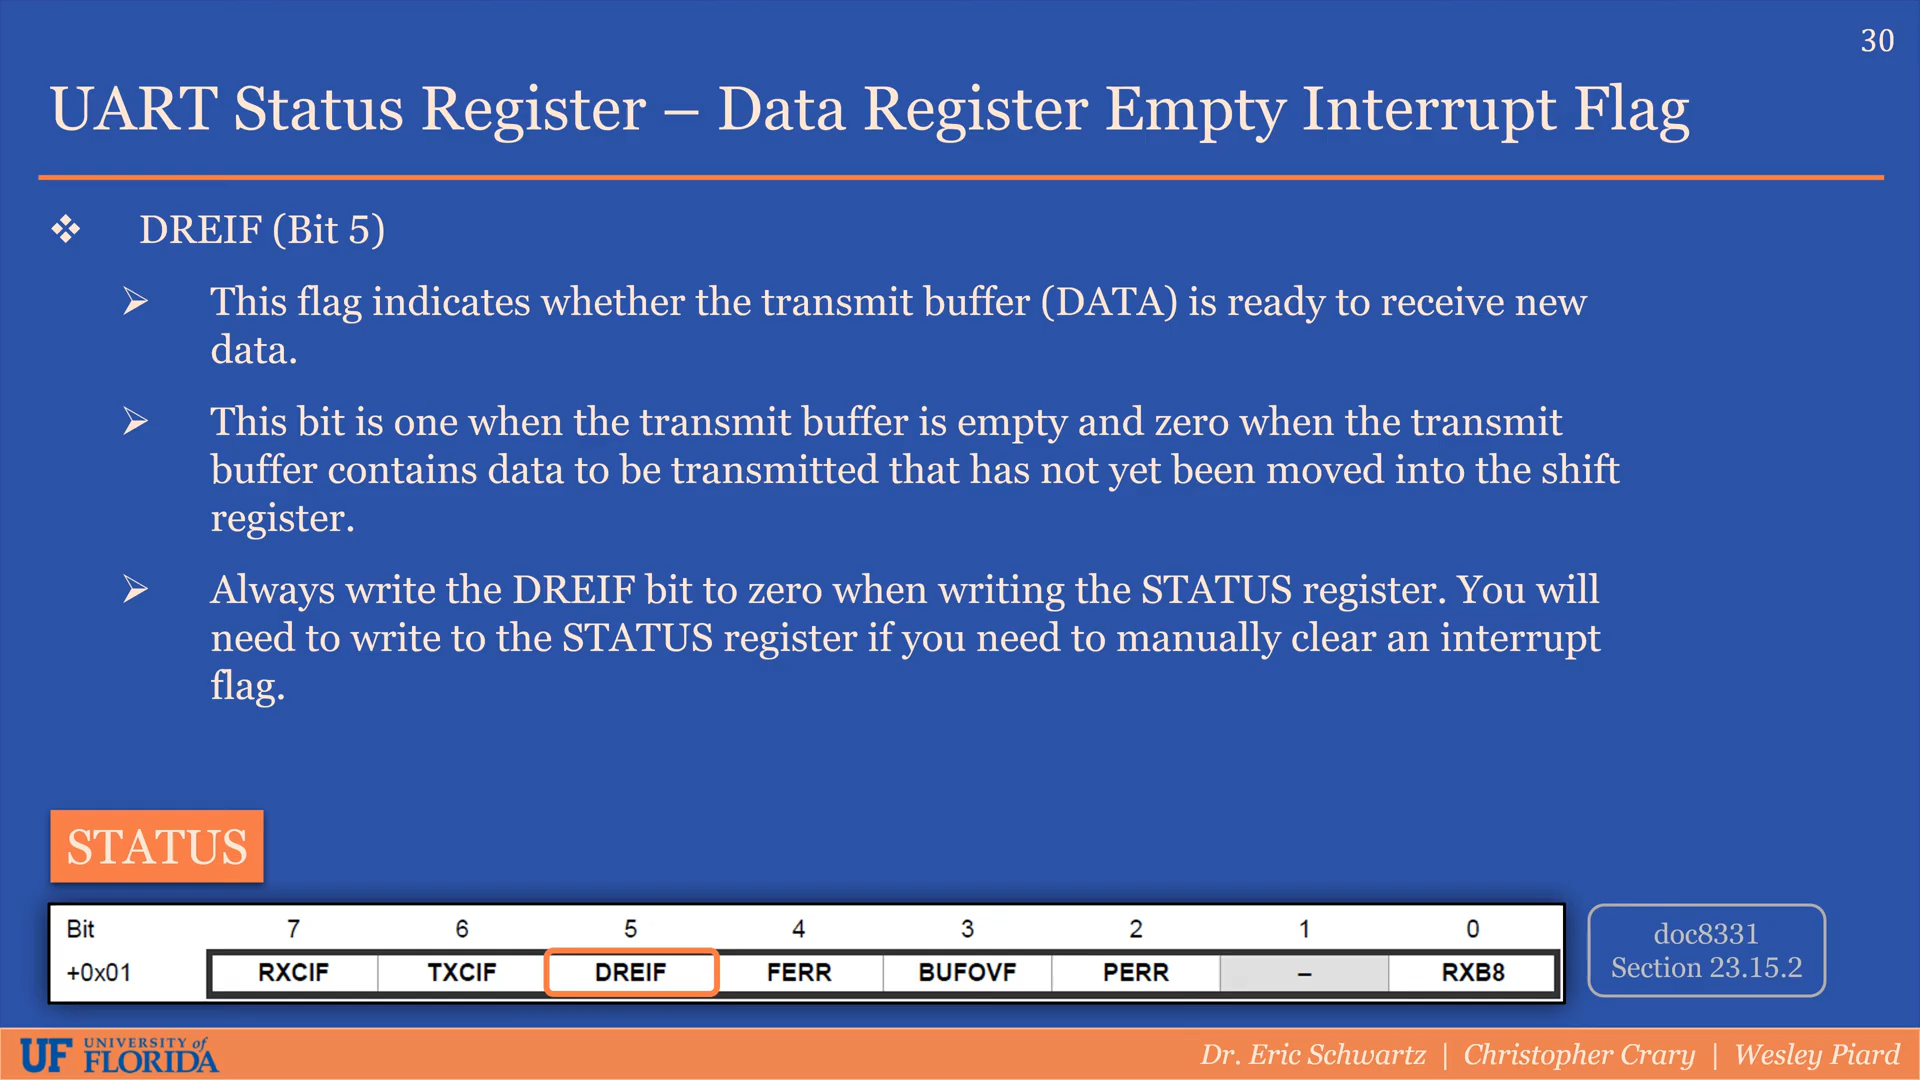 30
UART Status Register – Data Register Empty Interrupt Flag
❖ DREIF (Bit 5)
➢ This flag indicates whether the transmit buffer (DATA) is ready to receive new
data.
➢ This bit is one when the transmit buffer is empty and zero when the transmit
buffer contains data to be transmitted that has not yet been moved into the shift
register.
➢ Always write the DREIF bit to zero when writing the STATUS register. You will
need to write to the STATUS register if you need to manually clear an interrupt
flag.
STATUS
Bit 7 6 5 4 3 2 1 0
+0x01 RXCIF TXCIF DREIF FERR BUFOVF PERR – RXB8
doc8331
Section 23.15.2
UF UNIVERSITY of
FLORIDA
Dr. Eric Schwartz | Christopher Crary | Wesley Piard